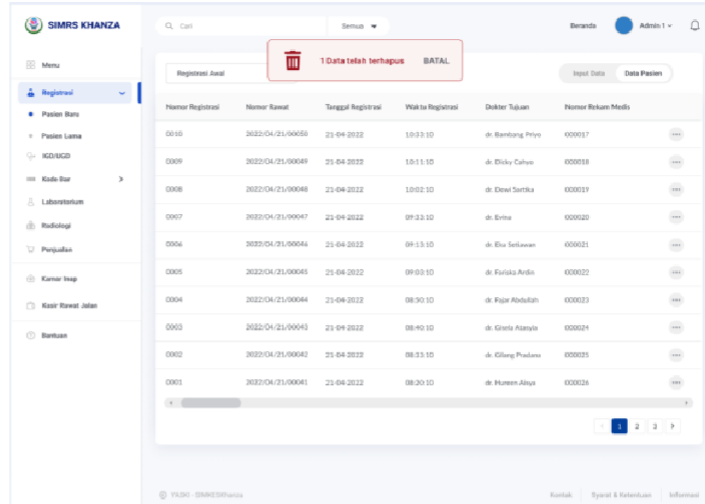 SIMRS KHANZA
Cari
Semua
Beranda
Admin 1
1 Data telah terhapus BATAL
Menu
Registrasi
Pasien Baru
Pasien Lama
IGD/UGD
Kode Bar
Laboratorium
Radiologi
Penjualan
Kamar Inap
Kasir Rawat Jalan
Bantuan
Registrasi Awal
Input Data Data Pasien
Nomor Registrasi Nomor Rawat Tanggal Registrasi Waktu Registrasi Dokter Tujuan Nomor Rekam Medis
0010 2022/04/21/00050 21-04-2022 10:33:10 dr. Bambang Priyo 000017
0009 2022/04/21/00049 21-04-2022 10:11:10 dr. Dicky Cahyo 000018
0008 2022/04/21/00048 21-04-2022 10:02:10 dr. Dewi Sartika 000019
0007 2022/04/21/00047 21-04-2022 09:33:10 dr. Erina 000020
0006 2022/04/21/00046 21-04-2022 09:15:10 dr. Eka Setiawan 000021
0005 2022/04/21/00045 21-04-2022 09:03:10 dr. Fariska Ardin 000022
0004 2022/04/21/00044 21-04-2022 08:50:10 dr. Fajar Abdullah 000023
0003 2022/04/21/00043 21-04-2022 08:40:10 dr. Gisela 000024
0002 2022/04/21/00042 21-04-2022 08:33:10 dr. Gilang Pradana 000025
0001 2022/04/21/00041 21-04-2022 08:20:10 dr. Aisya 000026
1 2 3
SIMRS Khanza
Kontak Syarat & Ketentuan Informasi